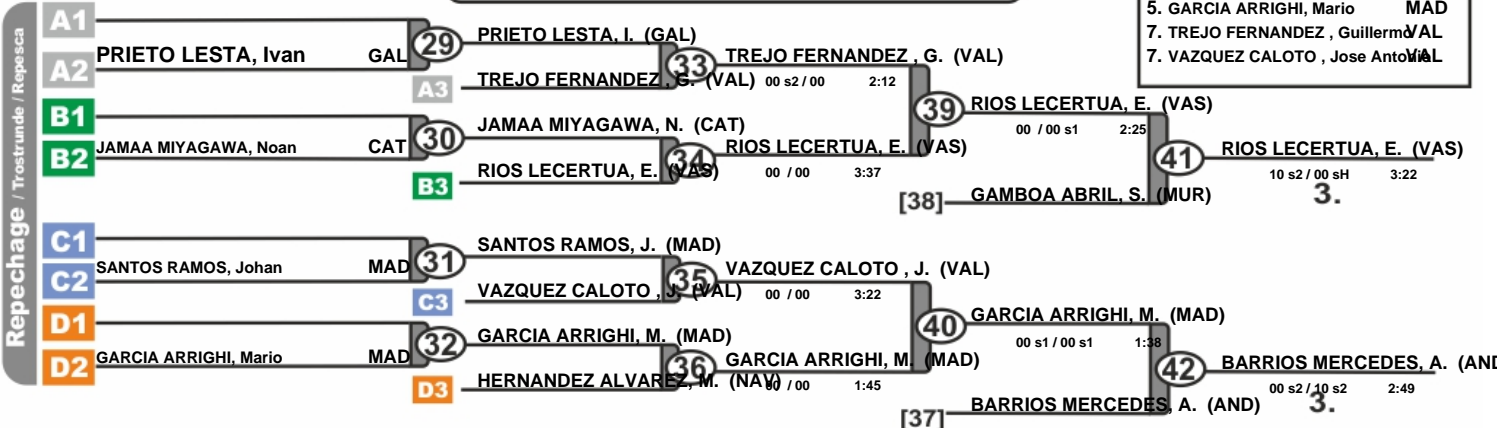 5. GARCIA ARRIGHI, Mario MAD
7. TREJO FERNANDEZ , Guillermo VAL
7. VAZQUEZ CALOTO , Jose Antonio VAL
Repechage / Trostrunde / Repesca
A1
PRIETO LESTA, Ivan GAL
A2
29
PRIETO LESTA, I. (GAL)
A3
TREJO FERNANDEZ , G. (VAL)
33
TREJO FERNANDEZ , G. (VAL)
00 s2 / 00 2:12
B1
JAMAA MIYAGAWA, Noan CAT
B2
30
JAMAA MIYAGAWA, N. (CAT)
B3
RIOS LECERTUA, E. (VAS)
34
RIOS LECERTUA, E. (VAS)
00 / 00 3:37
39
RIOS LECERTUA, E. (VAS)
00 / 00 s1 2:25
[38]
GAMBOA ABRIL, S. (MUR)
41
RIOS LECERTUA, E. (VAS)
10 s2 / 00 sH 3:22
3.
C1
SANTOS RAMOS, Johan MAD
C2
31
SANTOS RAMOS, J. (MAD)
C3
VAZQUEZ CALOTO , J. (VAL)
35
VAZQUEZ CALOTO , J. (VAL)
00 / 00 3:22
D1
GARCIA ARRIGHI, Mario MAD
D2
32
GARCIA ARRIGHI, M. (MAD)
D3
HERNANDEZ ALVAREZ, M. (NAV)
36
GARCIA ARRIGHI, M. (MAD)
00 / 00 1:45
40
GARCIA ARRIGHI, M. (MAD)
00 s1 / 00 s1 1:38
[37]
BARRIOS MERCEDES, A. (AND)
42
BARRIOS MERCEDES, A. (AND
00 s2 / 10 s2 2:49
3.